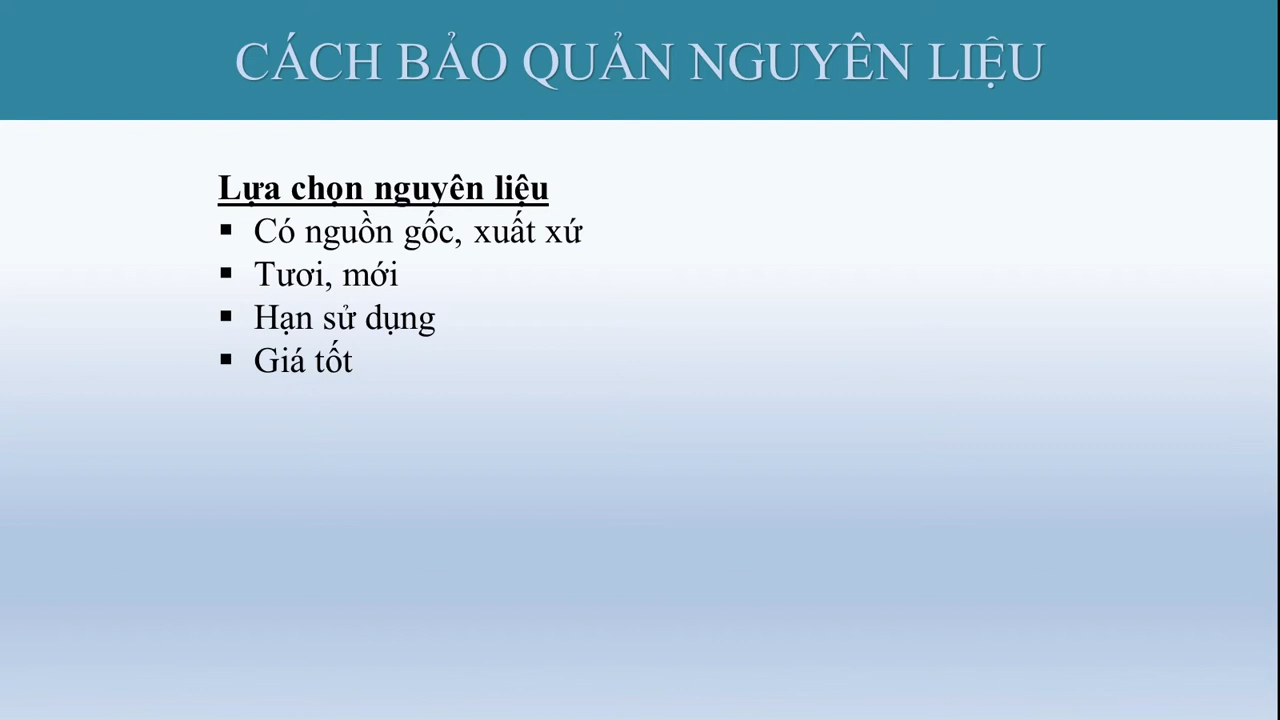 CÁCH BẢO QUẢN NGUYÊN LIỆU
Lựa chọn nguyên liệu
▪ Có nguồn gốc, xuất xứ
▪ Tươi, mới
▪ Hạn sử dụng
▪ Giá tốt